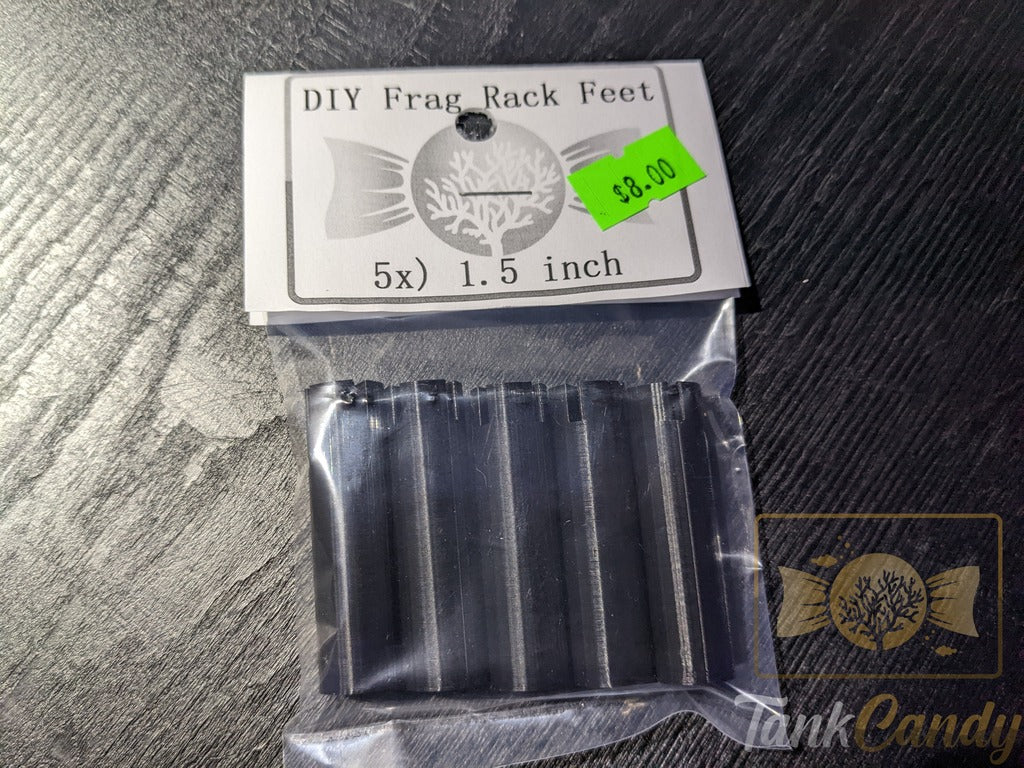 DIY Frag Rack Feet
$8.00
5x) 1.5 inch
TankCandy